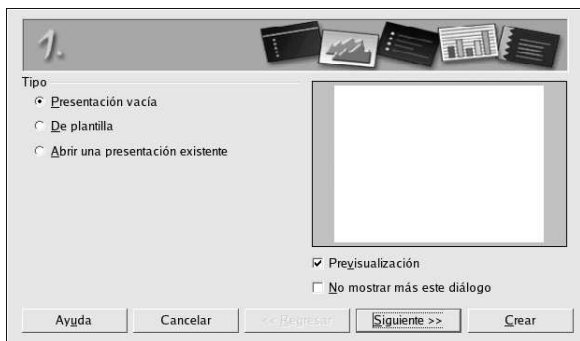 1.
Tipo
Presentación vacía
De plantilla
Abrir una presentación existente
Previsualización
No mostrar más este diálogo
Ayuda
Cancelar
<< Regresar
Siguiente >>
Crear